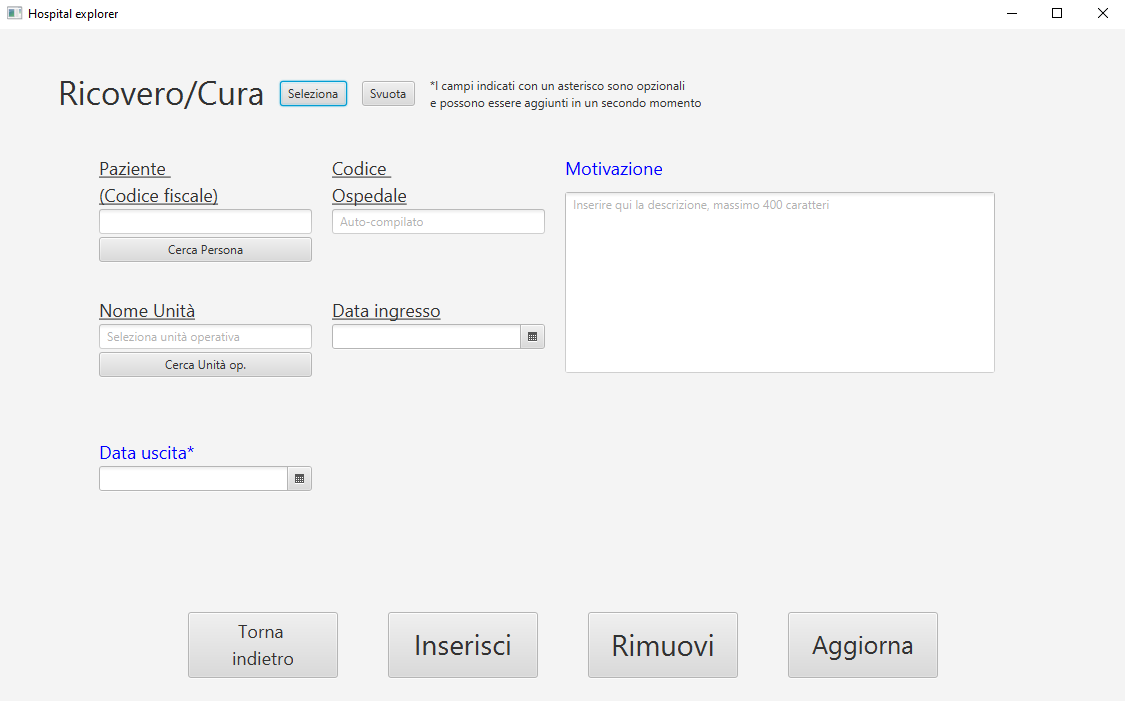 Hospital explorer
Ricovero/Cura
Seleziona
Svuota
*I campi indicati con un asterisco sono opzionali
e possono essere aggiunti in un secondo momento
Paziente
(Codice fiscale)
Cerca Persona
Codice
Ospedale
Auto-compilato
Motivazione
Inserire qui la descrizione, massimo 400 caratteri
Nome Unità
Seleziona unità operativa
Cerca Unità op.
Data ingresso
Data uscita*
Torna
indietro
Inserisci
Rimuovi
Aggiorna